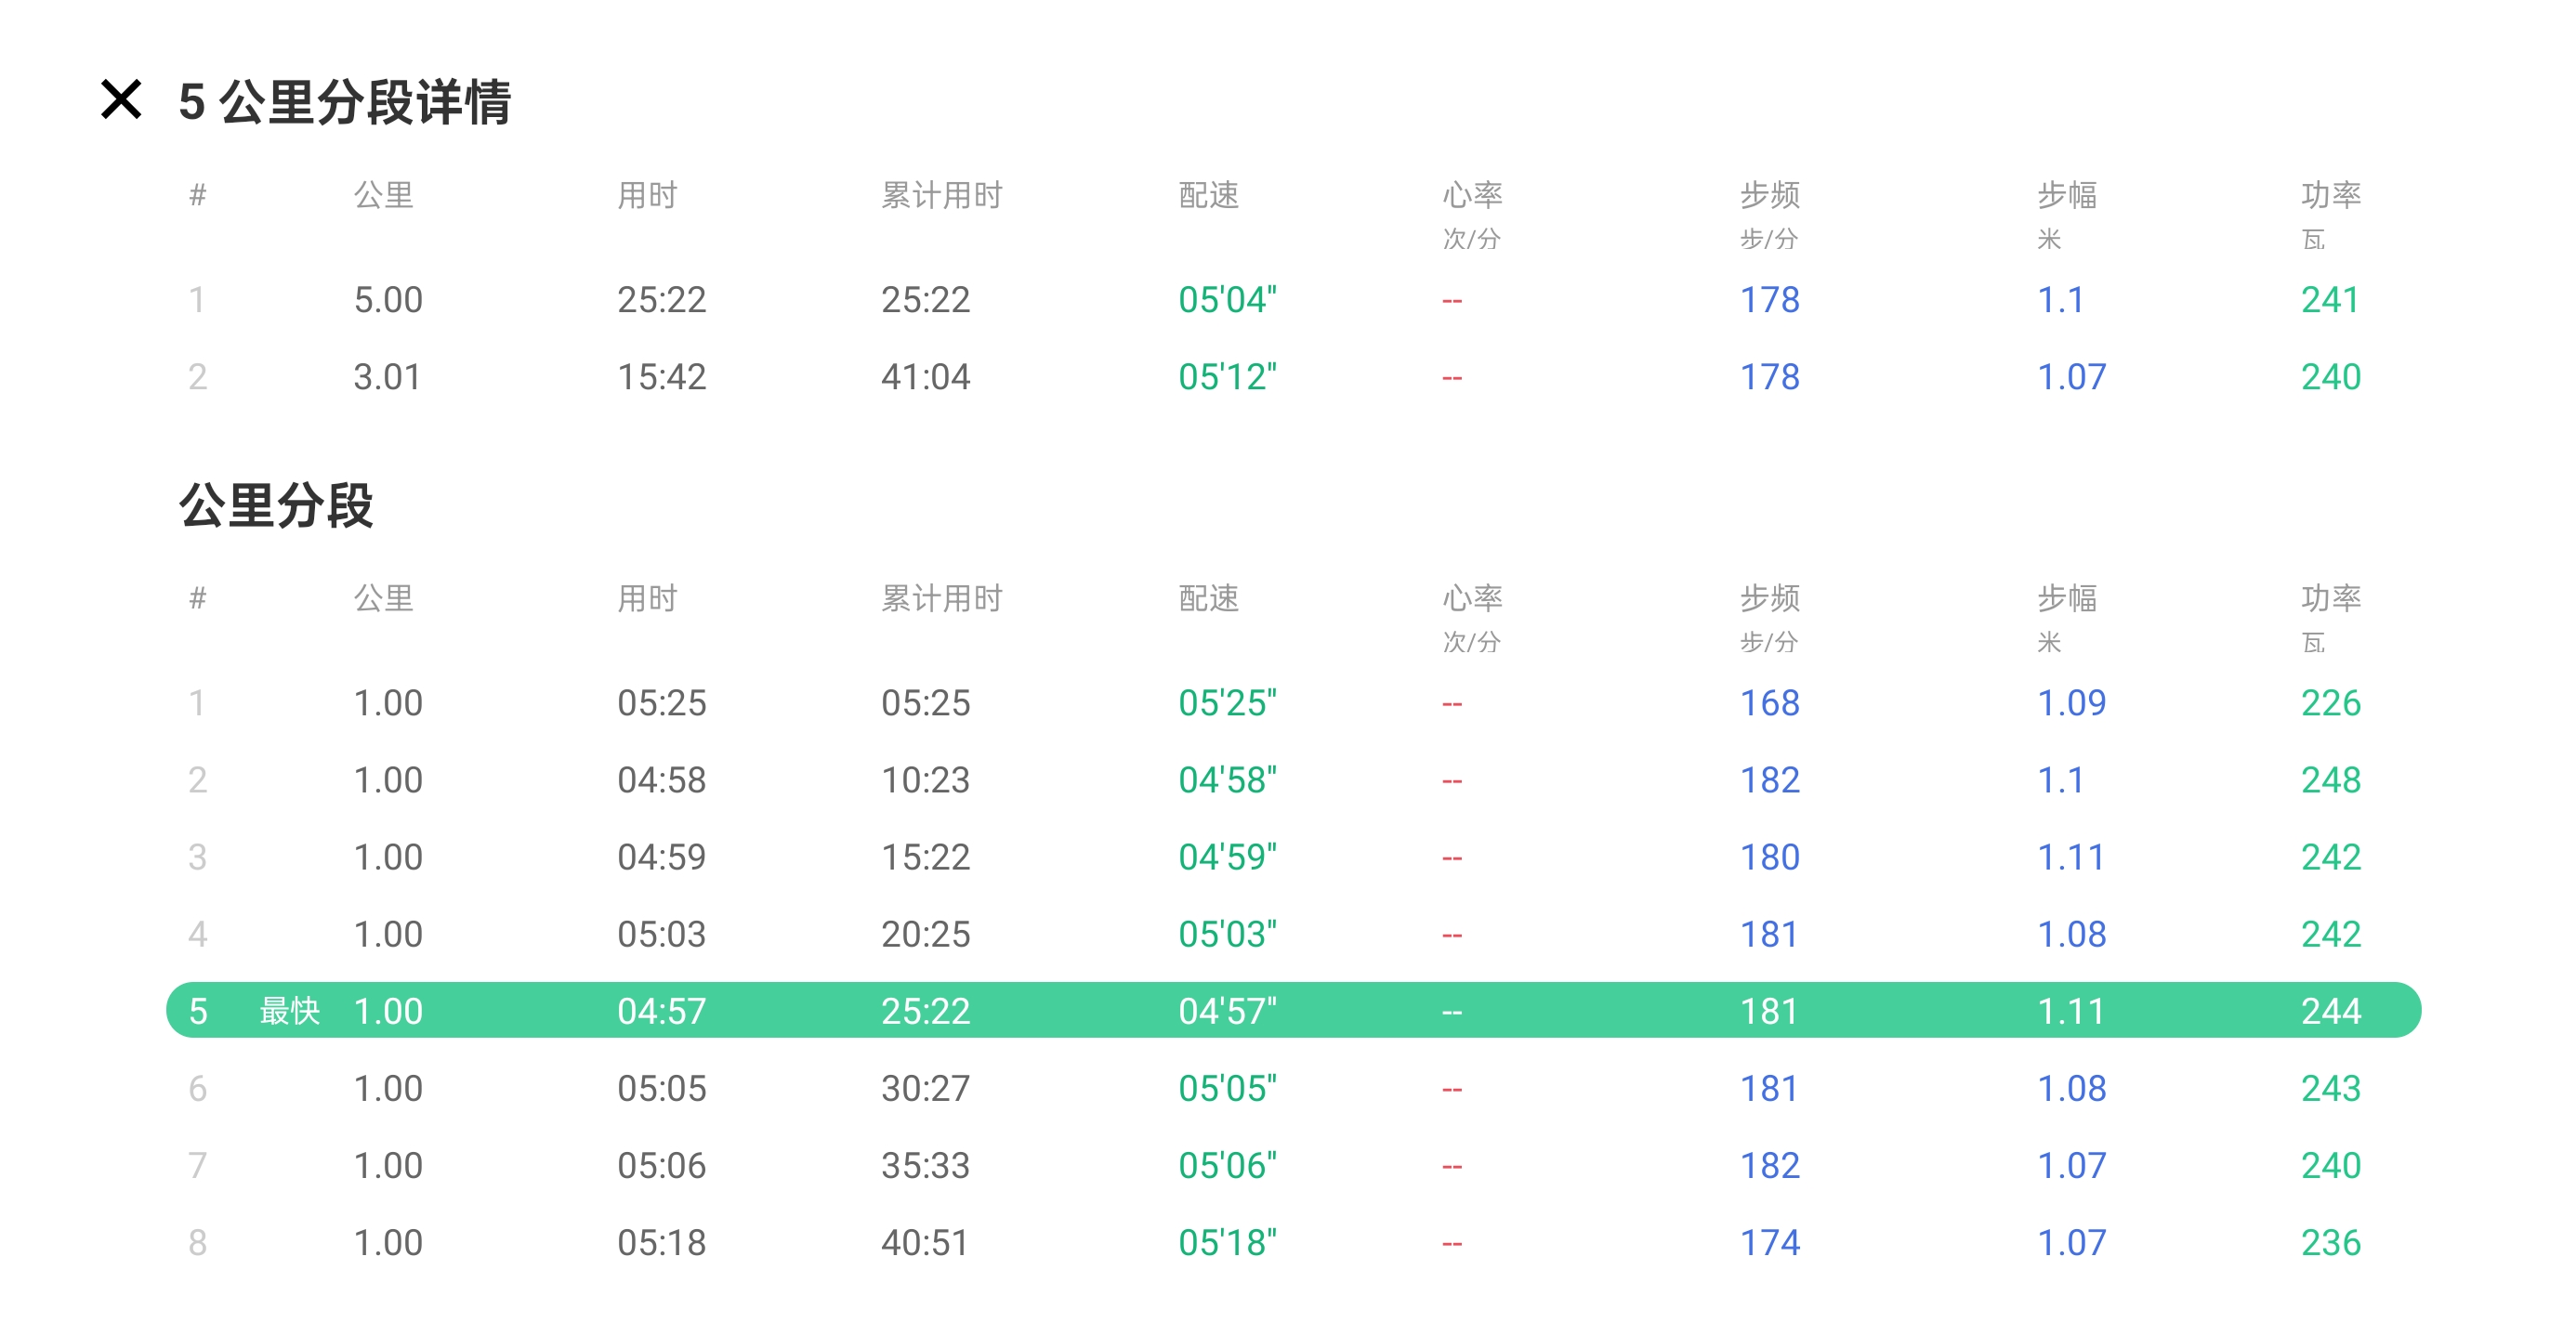 5 公里分段详情
# 公里 用时 累计用时 配速 心率 步频 步幅 功率
次/分 步/分 米 瓦
1 5.00 25:22 25:22 05'04" -- 178 1.1 241
2 3.01 15:42 41:04 05'12" -- 178 1.07 240
公里分段
# 公里 用时 累计用时 配速 心率 步频 步幅 功率
次/分 步/分 米 瓦
1 1.00 05:25 05:25 05'25" -- 168 1.09 226
2 1.00 04:58 10:23 04'58" -- 182 1.1 248
3 1.00 04:59 15:22 04'59" -- 180 1.11 242
4 1.00 05:03 20:25 05'03" -- 181 1.08 242
5 最快 1.00 04:57 25:22 04'57" -- 181 1.11 244
6 1.00 05:05 30:27 05'05" -- 181 1.08 243
7 1.00 05:06 35:33 05'06" -- 182 1.07 240
8 1.00 05:18 40:51 05'18" -- 174 1.07 236